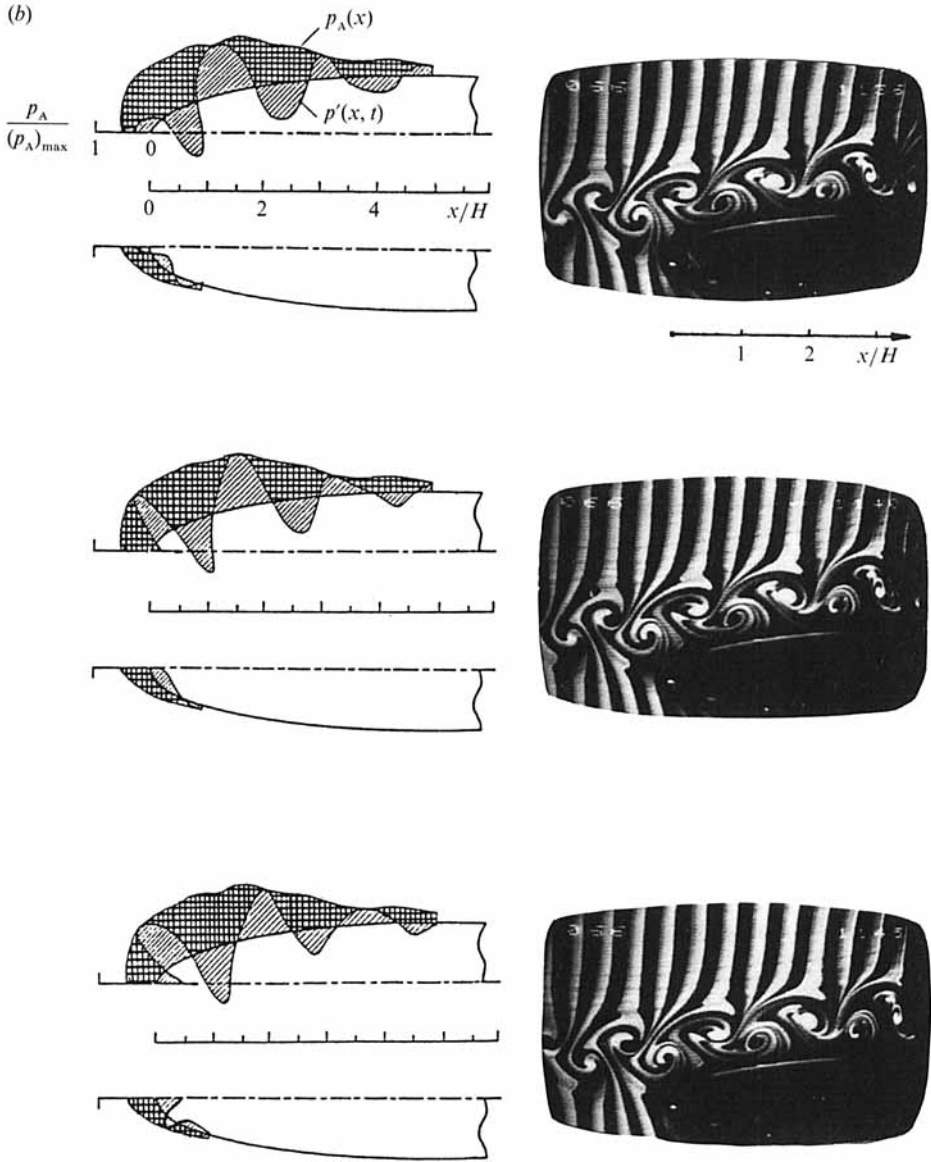 (b)
p_A(x)
p_A
(p_A)_max
p′(x, t)
1 0
0 2 4 x/H
1 2 x/H